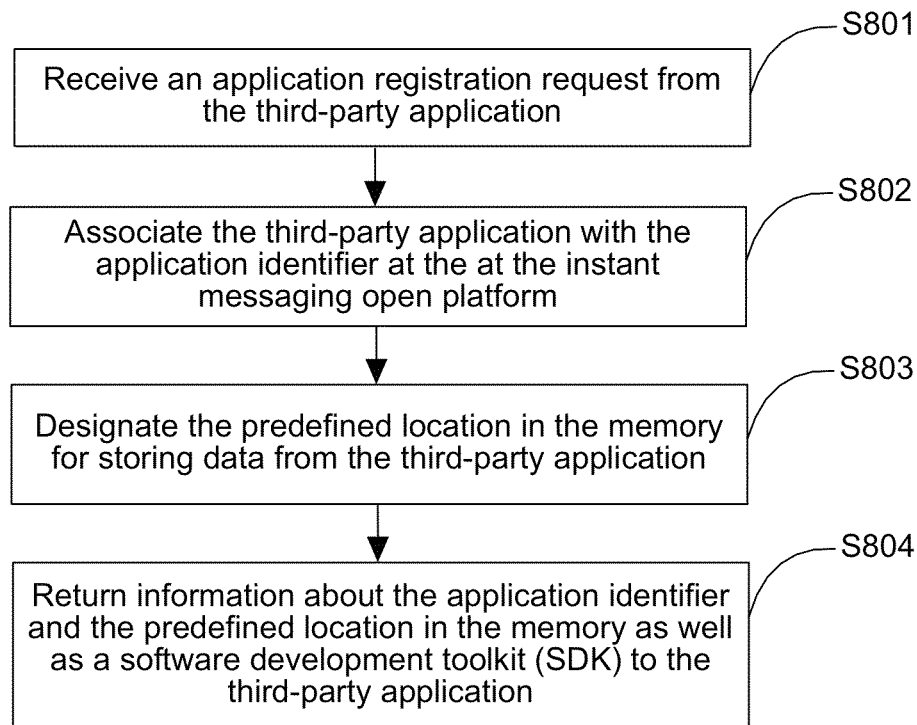 S801
Receive an application registration request from
the third-party application
S802
Associate the third-party application with the
application identifier at the at the instant
messaging open platform
S803
Designate the predefined location in the memory
for storing data from the third-party application
S804
Return information about the application identifier
and the predefined location in the memory as well
as a software development toolkit (SDK) to the
third-party application